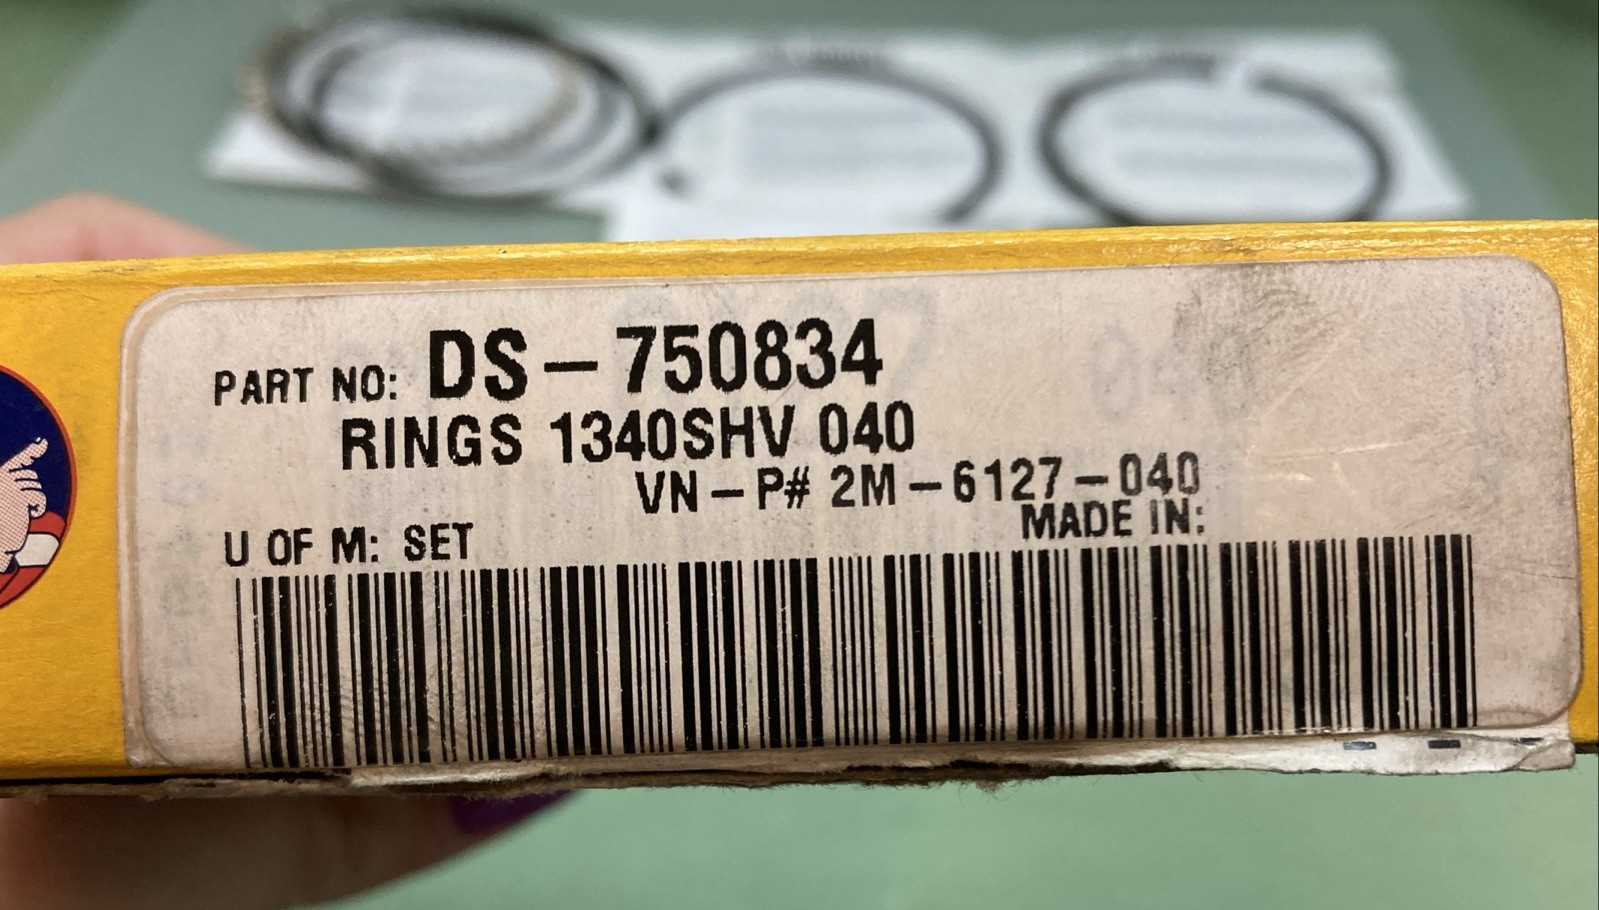 PART NO: DS-750834
RINGS 1340SHV 040
VN-P# 2M-6127-040
MADE IN:
U OF M: SET